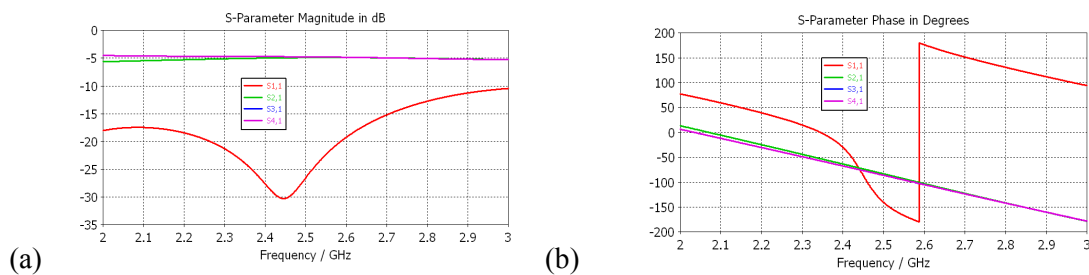 S-Parameter Magnitude in dB
0
-5
-10
-15
-20
-25
-30
-35
S1,1
S2,1
S3,1
S4,1
2 2.1 2.2 2.3 2.4 2.5 2.6 2.7 2.8 2.9 3
Frequency / GHz
(a)
S-Parameter Phase in Degrees
200
150
100
50
0
-50
-100
-150
-200
S1,1
S2,1
S3,1
S4,1
2 2.1 2.2 2.3 2.4 2.5 2.6 2.7 2.8 2.9 3
Frequency / GHz
(b)